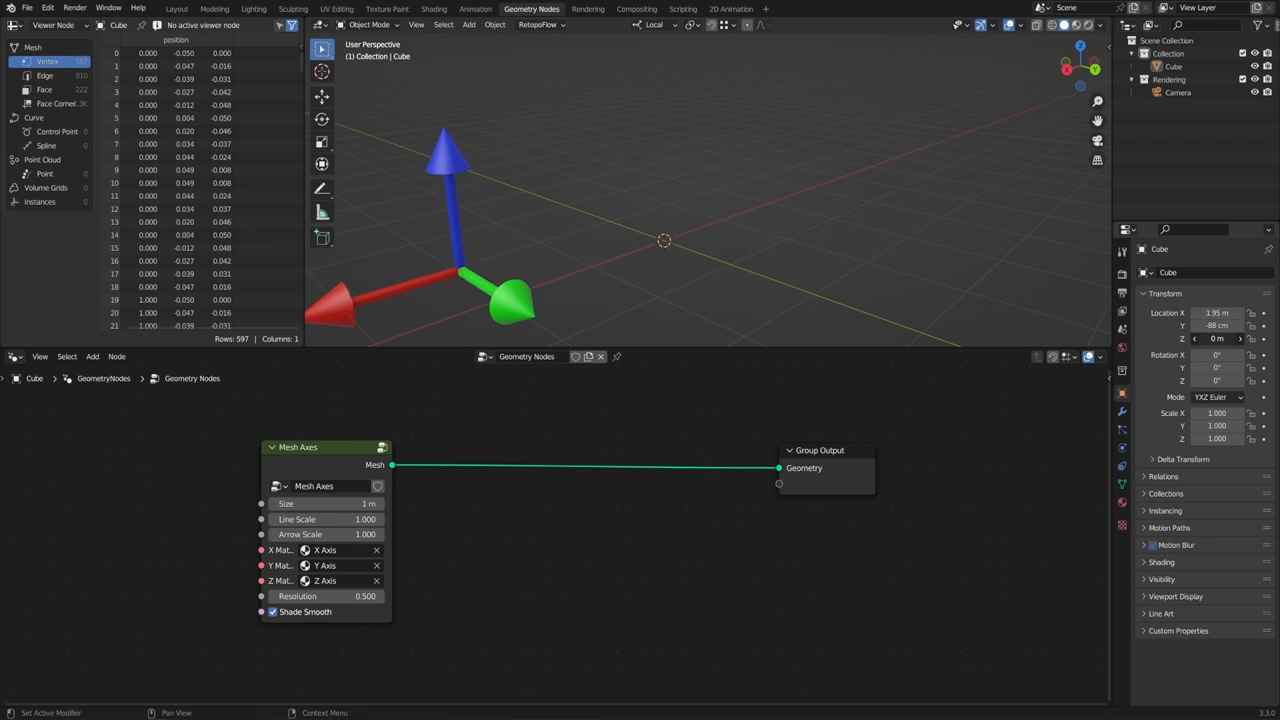 File Edit Render Window Help Layout Modeling Lighting Sculpting UV Editing Texture Paint Shading Animation Geometry Nodes Rendering Compositing Scripting 2D Animation Scene View Layer
Viewer Node Cube No active viewer node
Object Mode View Select Add Object RetopoFlow Local
position
Mesh
Vertex 597
Edge 810
Face 222
Face Cornel .3K
Curve
Control Point 0
Spline 0
Point Cloud
Point 0
Volume Grids 0
Instances 0
0 0.000 -0.050 0.000
1 0.000 -0.047 -0.016
2 0.000 -0.039 -0.031
3 0.000 -0.027 -0.042
4 0.000 -0.012 -0.048
5 0.000 0.004 -0.050
6 0.000 0.020 -0.046
7 0.000 0.034 -0.037
8 0.000 0.044 -0.024
9 0.000 0.049 -0.008
10 0.000 0.049 0.008
11 0.000 0.044 0.024
12 0.000 0.034 0.037
13 0.000 0.020 0.046
14 0.000 0.004 0.050
15 0.000 -0.012 0.048
16 0.000 -0.027 0.042
17 0.000 -0.039 0.031
18 0.000 -0.047 0.016
19 1.000 -0.050 0.000
20 1.000 -0.047 -0.016
21 1.000 -0.039 -0.031
Rows: 597 | Columns: 1
User Perspective
(1) Collection | Cube
Z
X
Y
Scene Collection
Collection
Cube
Rendering
Camera
Cube
Cube
Transform
Location X 1.95 m
Y -88 cm
Z 0 m
Rotation X 0°
Y 0°
Z 0°
Mode YXZ Euler
Scale X 1.000
Y 1.000
Z 1.000
Delta Transform
Relations
Collections
Instancing
Motion Paths
Motion Blur
Shading
Visibility
Viewport Display
Line Art
Custom Properties
View Select Add Node Geometry Nodes
Cube GeometryNodes Geometry Nodes
Mesh Axes
Mesh
Mesh Axes
Size 1 m
Line Scale 1.000
Arrow Scale 1.000
X Mat... X Axis
Y Mat... Y Axis
Z Mat... Z Axis
Resolution 0.500
Shade Smooth
Group Output
Geometry
Set Active Modifier Pan View Context Menu 3.3.0